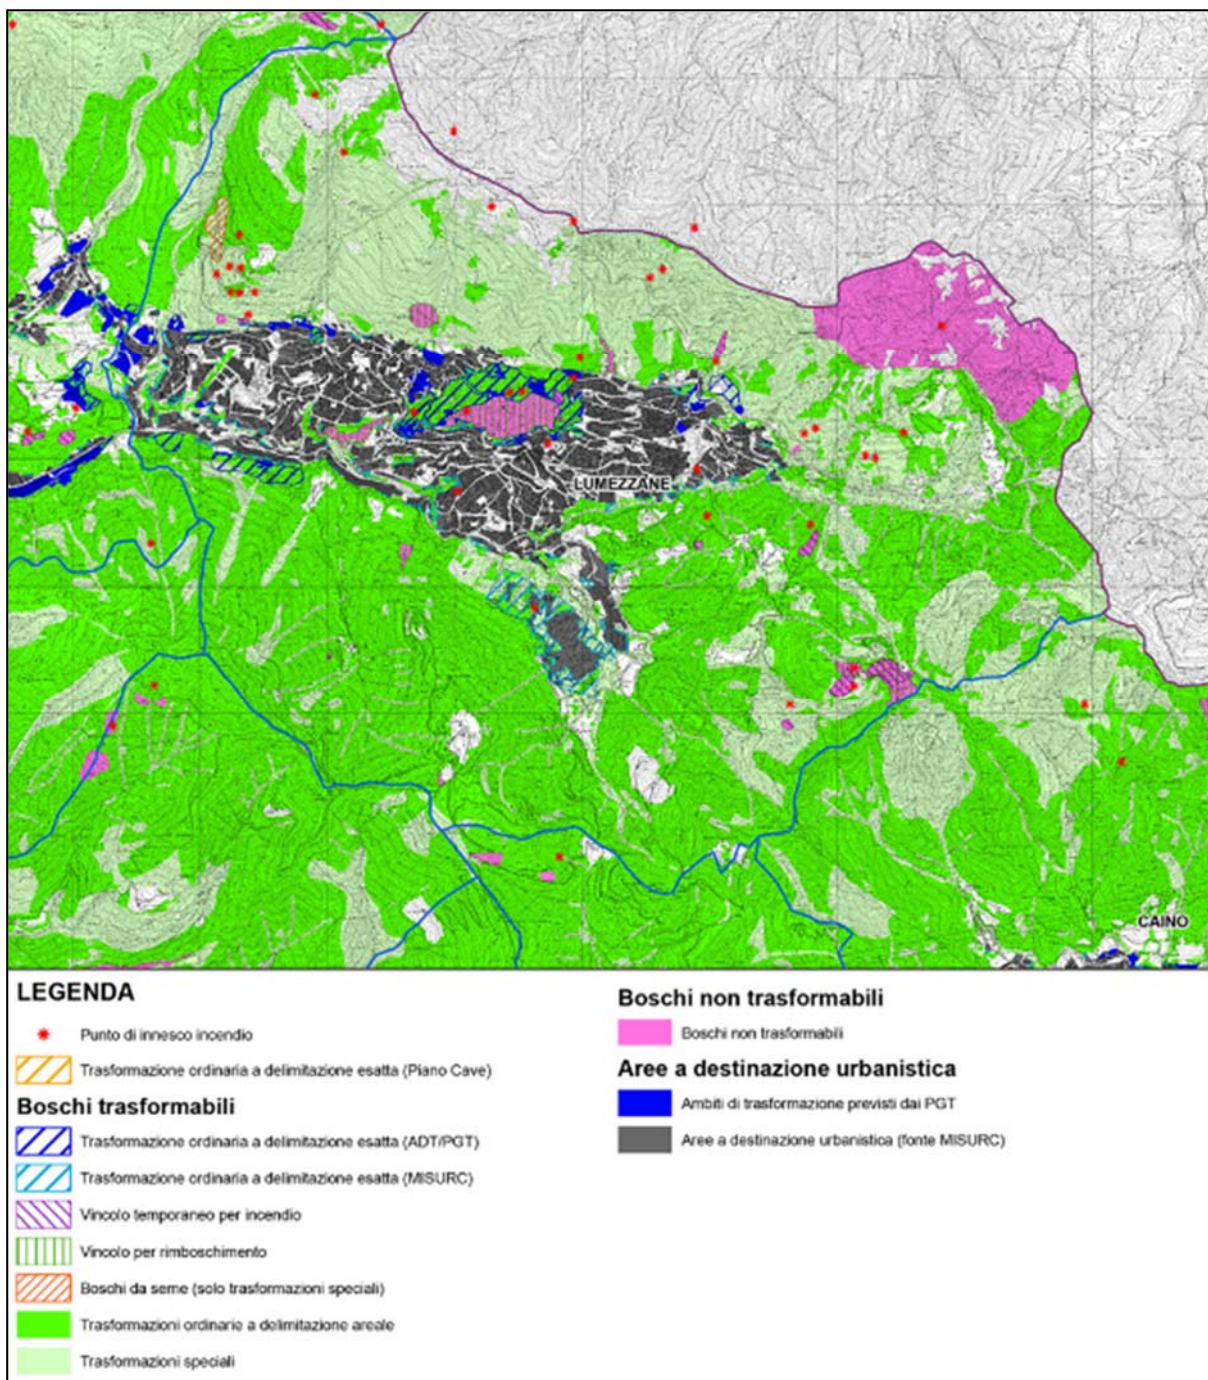 LUMEZZANE
CAINO
LEGENDA
Punto di innesco incendio
Trasformazione ordinaria a delimitazione esatta (Piano Cave)
Boschi trasformabili
Trasformazione ordinaria a delimitazione esatta (ADT/PGT)
Trasformazione ordinaria a delimitazione esatta (MISURC)
Vincolo temporaneo per incendio
Vincolo per rimboschimento
Boschi da seme (solo trasformazioni speciali)
Trasformazioni ordinarie a delimitazione areale
Trasformazioni speciali
Boschi non trasformabili
Boschi non trasformabili
Aree a destinazione urbanistica
Ambiti di trasformazione previsti dai PGT
Aree a destinazione urbanistica (fonte MISURC)